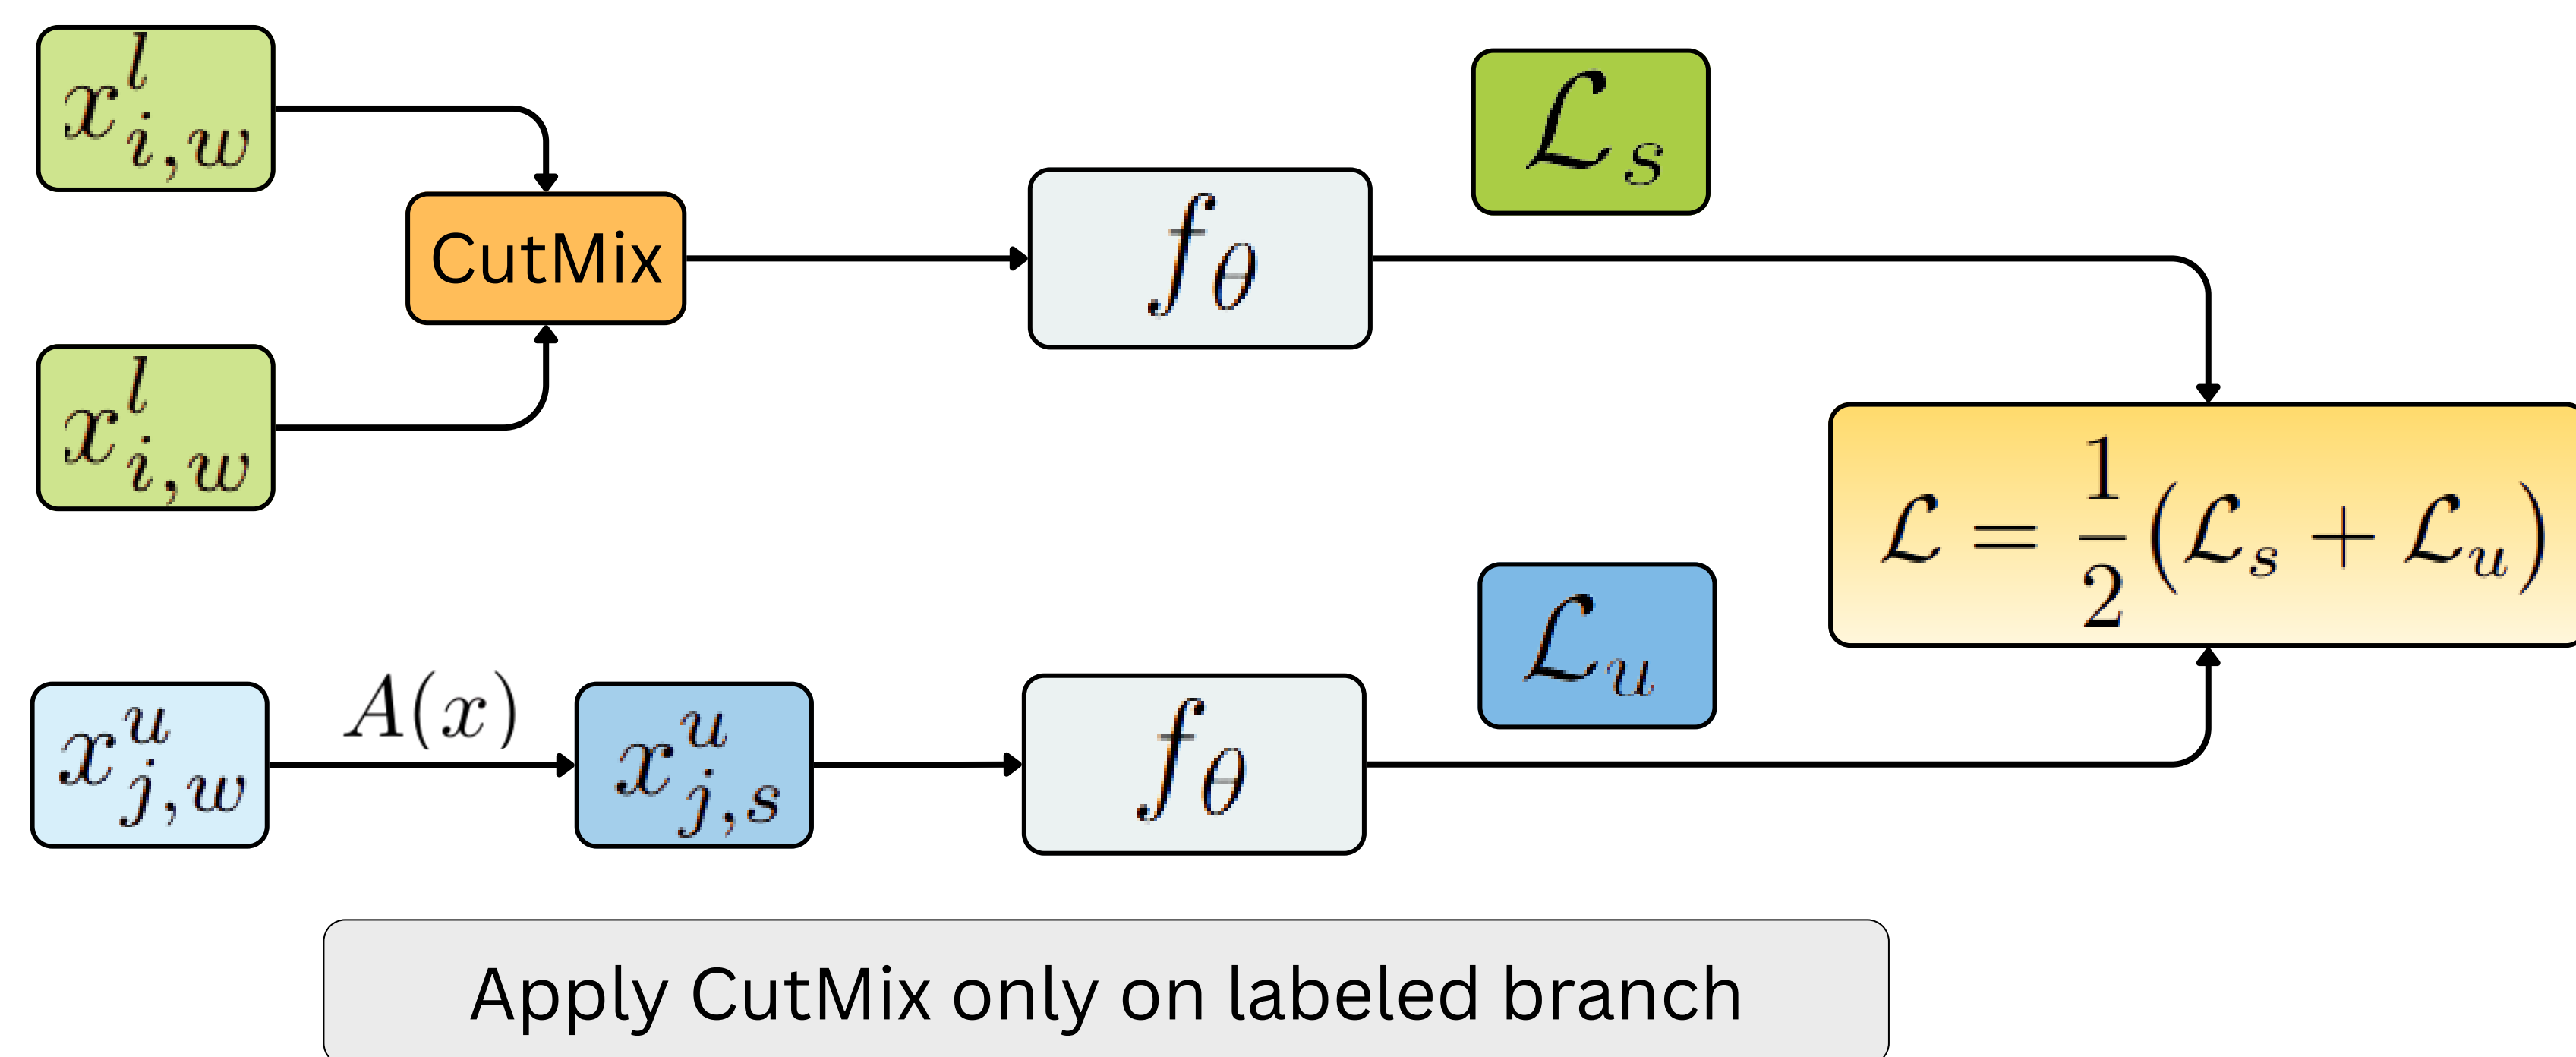 x^l_{i,w}
CutMix
f_θ
ℒ_s
x^l_{i,w}
ℒ = 1/2 (ℒ_s + ℒ_u)
ℒ_u
x^u_{j,w}
A(x)
x^u_{j,s}
f_θ
Apply CutMix only on labeled branch